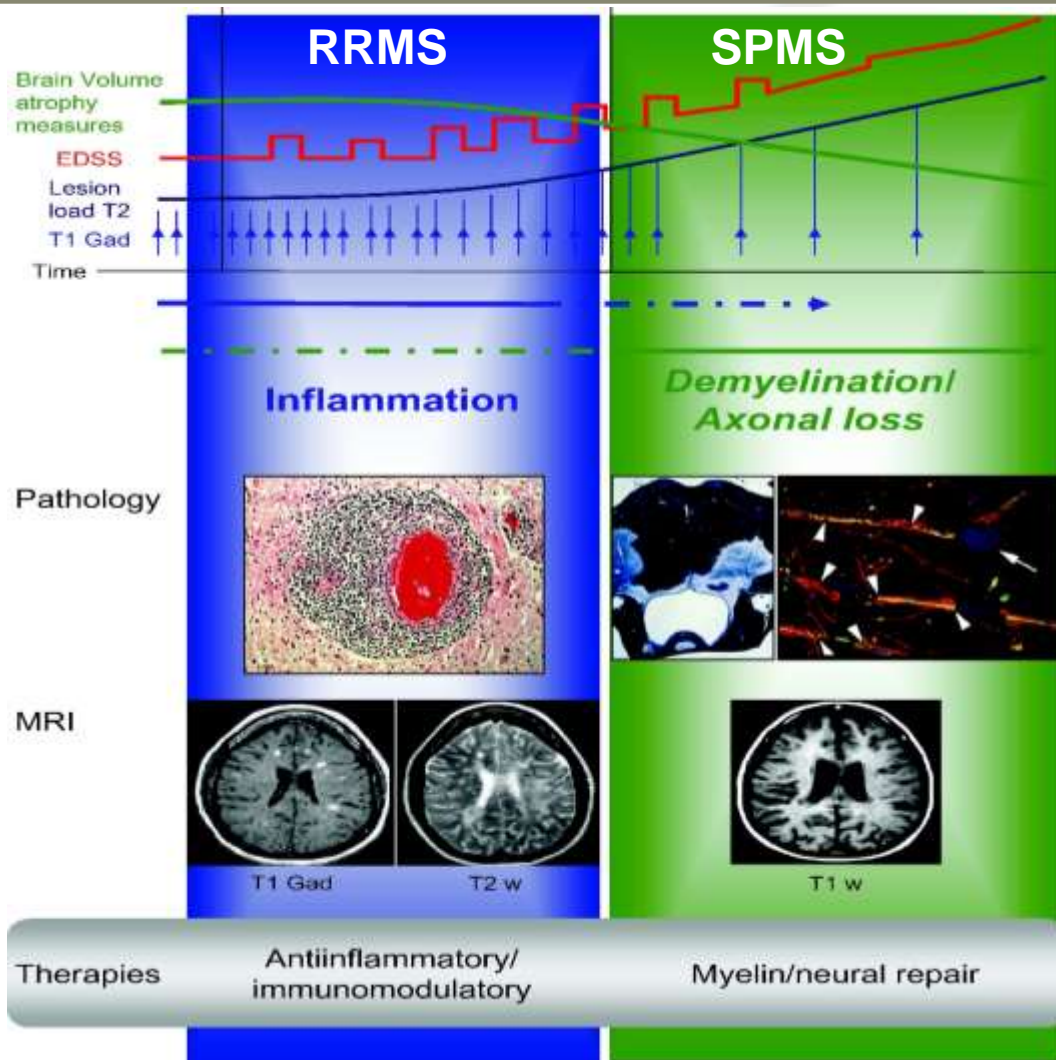 RRMS
SPMS
Brain Volume
atrophy
measures
EDSS
Lesion
load T2
T1 Gad
Time
Inflammation
Demyelination/
Axonal loss
Pathology
MRI
T1 Gad
T2 w
T1 w
Therapies
Antiinflammatory/
immunomodulatory
Myelin/neural repair